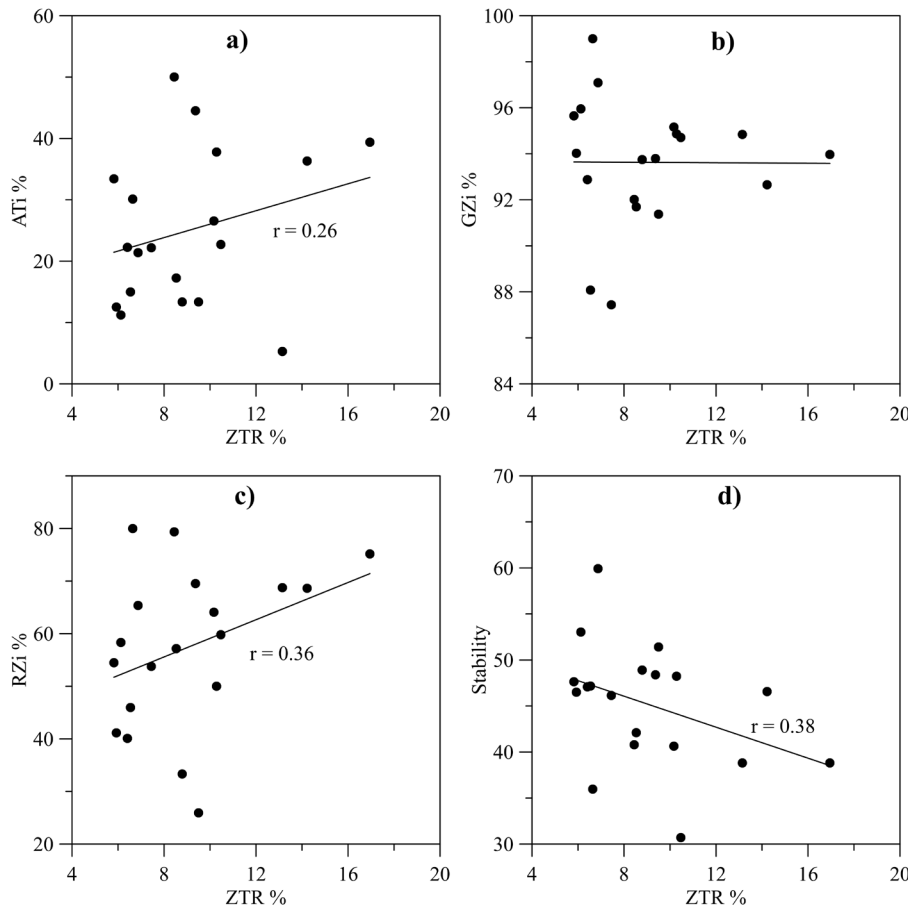 60
a)
40
ATi %
20
r = 0.26
0
4 8 12 16 20
ZTR %
100
b)
96
GZi %
92
88
84
4 8 12 16 20
ZTR %
c)
80
60
RZi %
r = 0.36
40
20
4 8 12 16 20
ZTR %
70
d)
60
50
Stability
r = 0.38
40
30
4 8 12 16 20
ZTR %